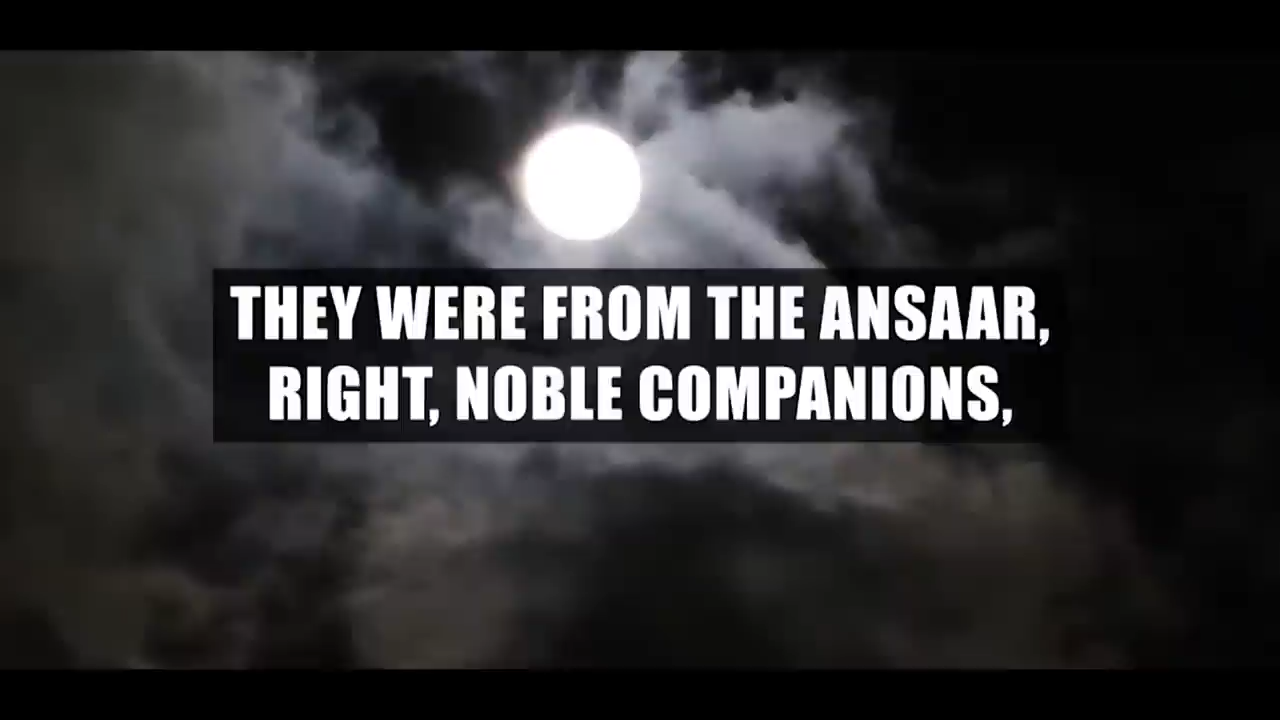 THEY WERE FROM THE ANSAAR,
RIGHT, NOBLE COMPANIONS,